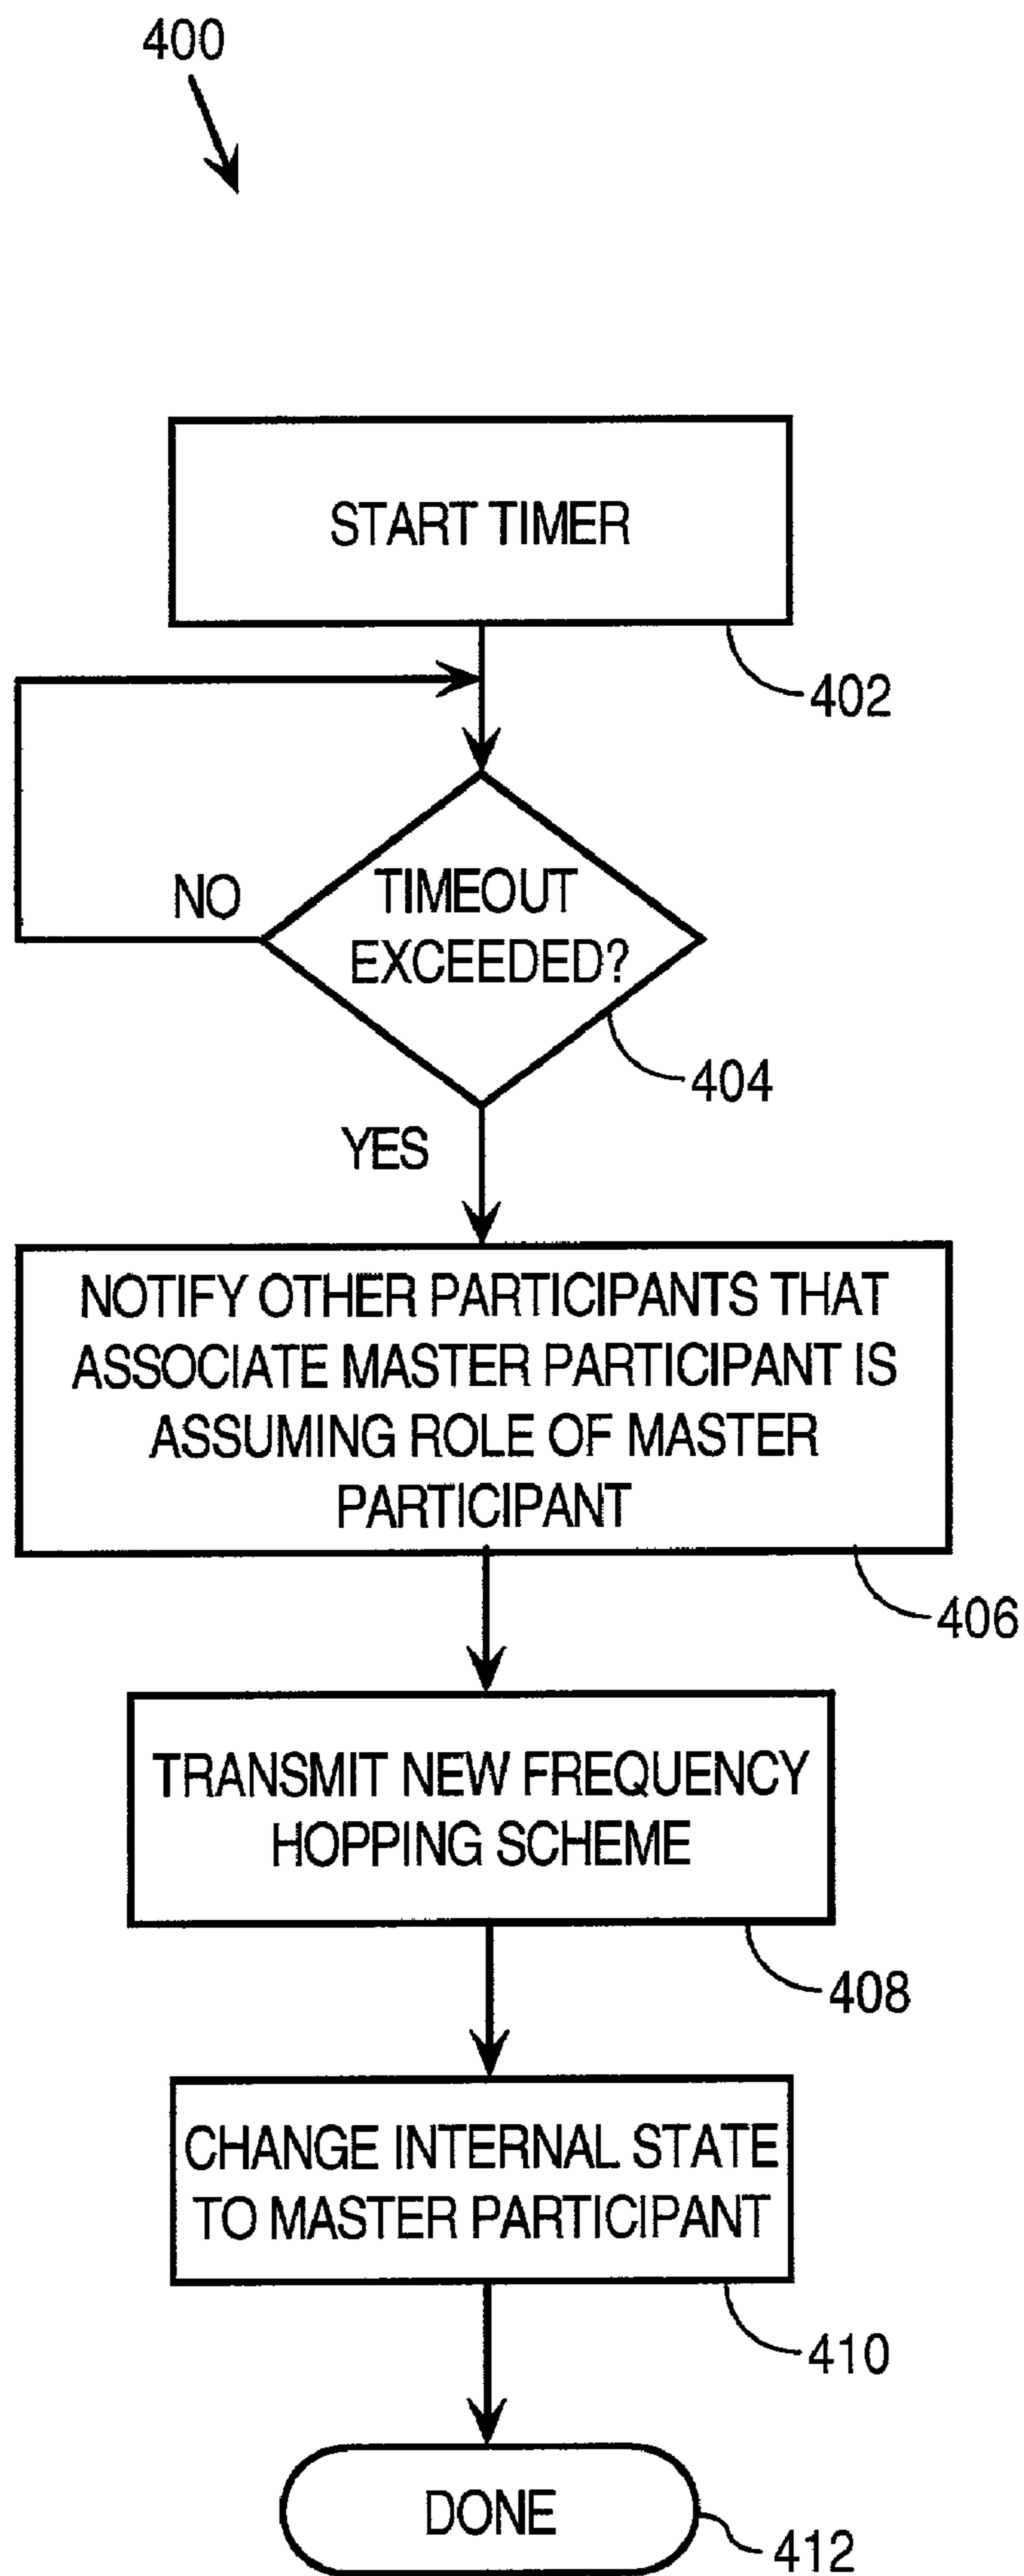 400
START TIMER
402
NO
TIMEOUT
EXCEEDED?
404
YES
NOTIFY OTHER PARTICIPANTS THAT
ASSOCIATE MASTER PARTICIPANT IS
ASSUMING ROLE OF MASTER
PARTICIPANT
406
TRANSMIT NEW FREQUENCY
HOPPING SCHEME
408
CHANGE INTERNAL STATE
TO MASTER PARTICIPANT
410
DONE
412